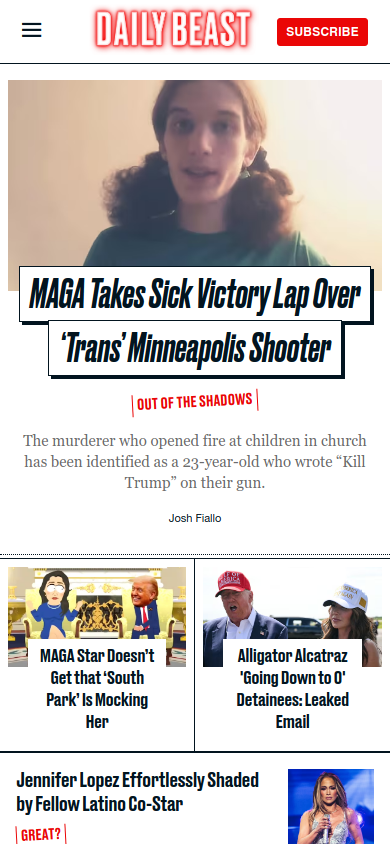 DAILY BEAST
SUBSCRIBE
MAGA Takes Sick Victory Lap Over
‘Trans’ Minneapolis Shooter
OUT OF THE SHADOWS
The murderer who opened fire at children in church
has been identified as a 23-year-old who wrote “Kill
Trump” on their gun.
Josh Fiallo
MAGA Star Doesn’t
Get that ‘South
Park’ Is Mocking
Her
Alligator Alcatraz
'Going Down to 0'
Detainees: Leaked
Email
Jennifer Lopez Effortlessly Shaded
by Fellow Latino Co-Star
GREAT?